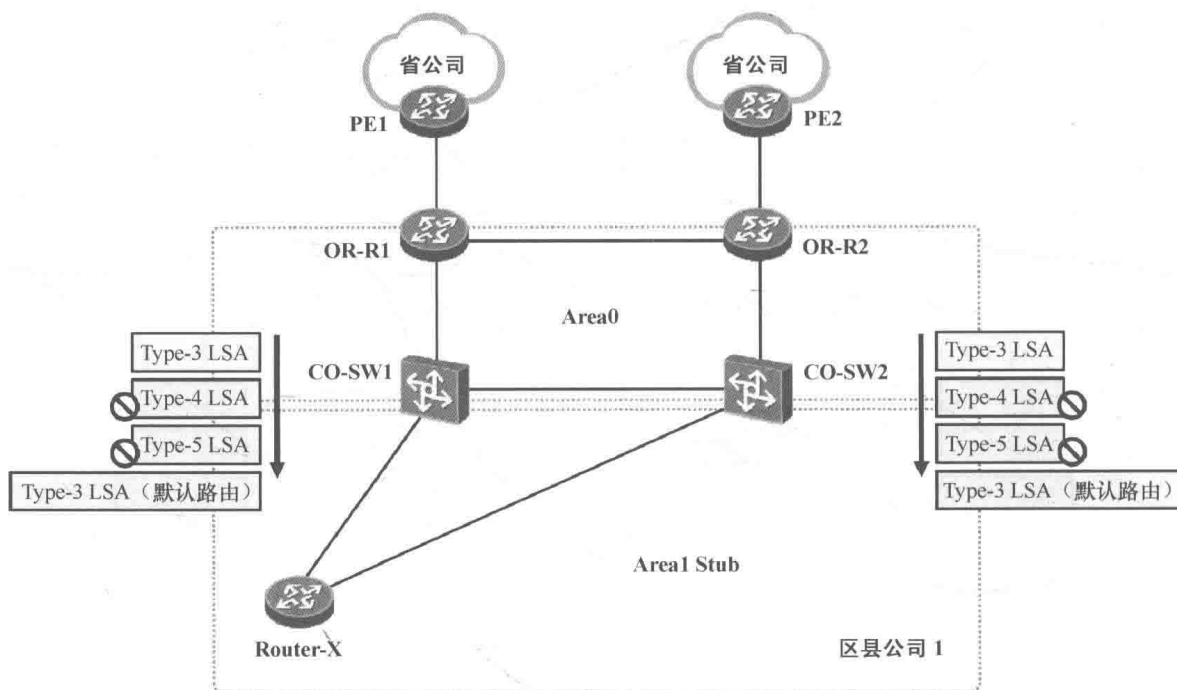 省公司
省公司
PE1
PE2
OR-R1
OR-R2
Area0
Type-3 LSA
Type-4 LSA
Type-5 LSA
Type-3 LSA（默认路由）
CO-SW1
CO-SW2
Type-3 LSA
Type-4 LSA
Type-5 LSA
Type-3 LSA（默认路由）
Area1 Stub
Router-X
区县公司 1